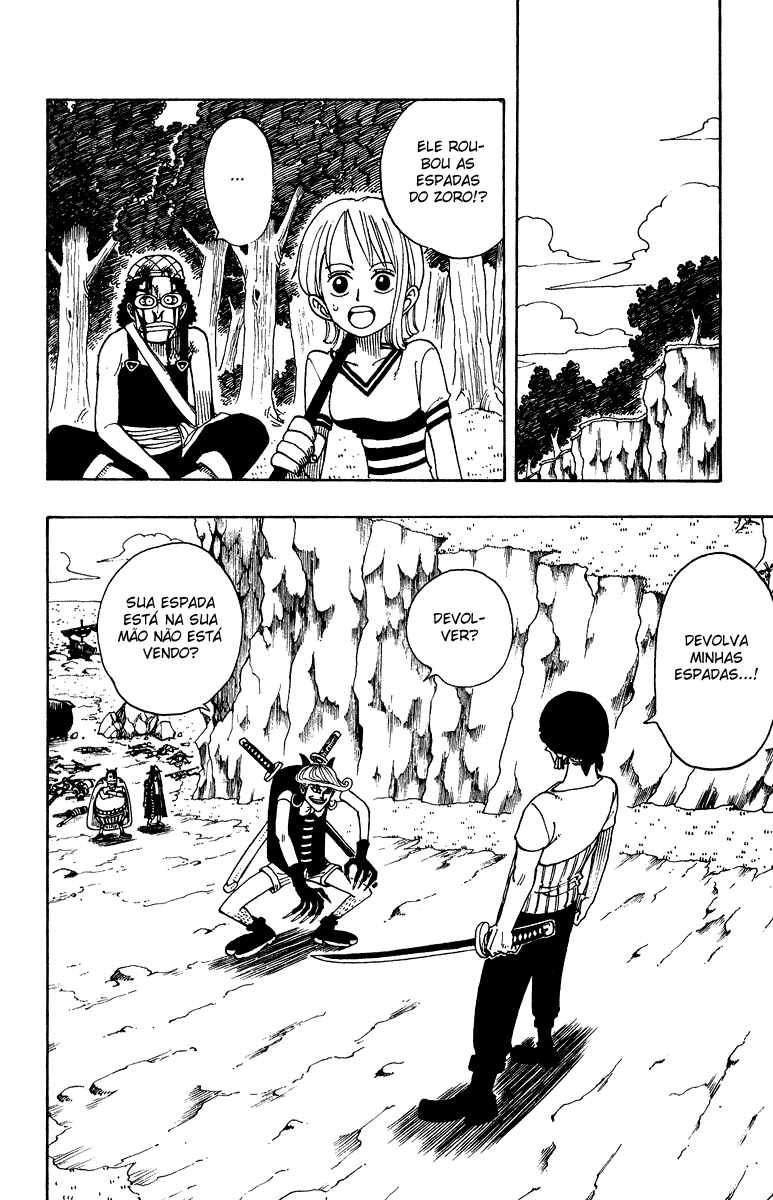 ELE ROU-
BOU AS
ESPADAS
DO ZORO!?
...
DEVOLVA
MINHAS
ESPADAS...!
DEVOL-
VER?
SUA ESPADA
ESTÁ NA SUA
MÃO NÃO ESTÁ
VENDO?